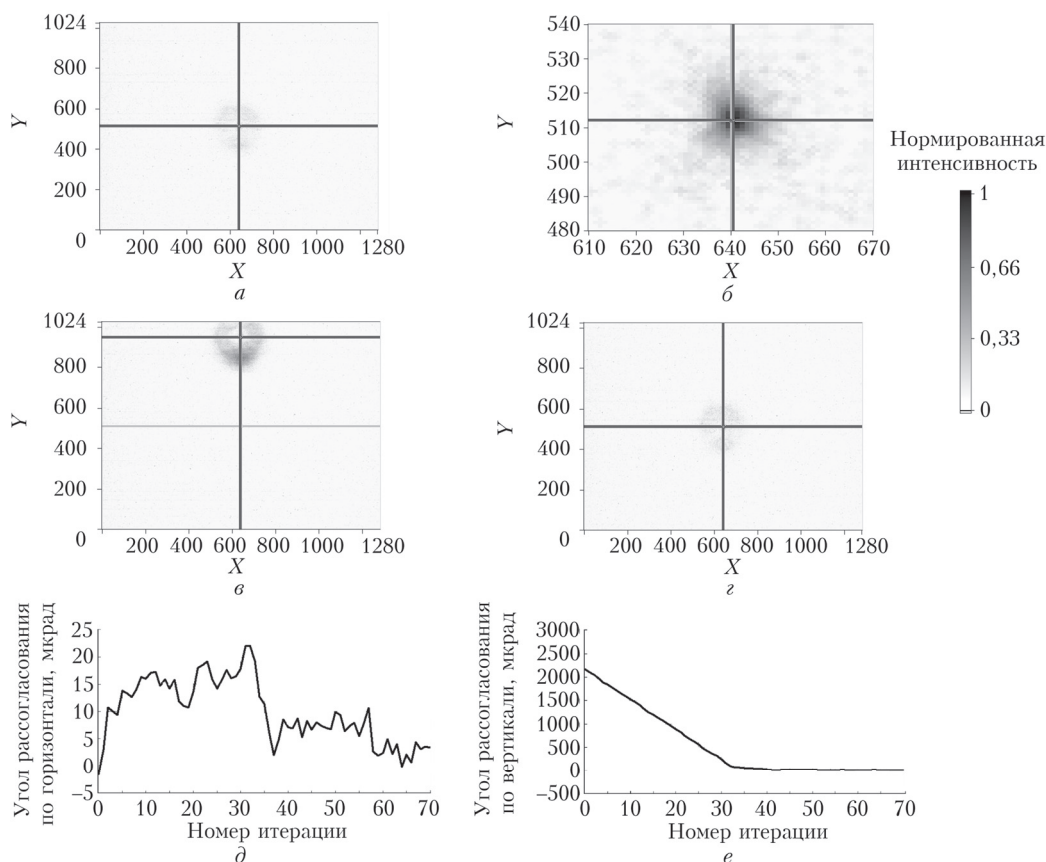 1024
800
600
400
200
0
Y
200 400 600 800 1000 1280
X
а
540
530
520
510
500
490
480
Y
610 620 630 640 650 660 670
X
б
Нормированная
интенсивность
1
0,66
0,33
0
1024
800
600
400
200
0
Y
200 400 600 800 1000 1280
X
в
1024
800
600
400
200
0
Y
200 400 600 800 1000 1280
X
г
Угол рассогласования
по горизонтали, мкрад
25
20
15
10
5
0
–5
0 10 20 30 40 50 60 70
Номер итерации
д
Угол рассогласования
по вертикали, мкрад
3000
2500
2000
1500
1000
500
0
–500
0 10 20 30 40 50 60 70
Номер итерации
е